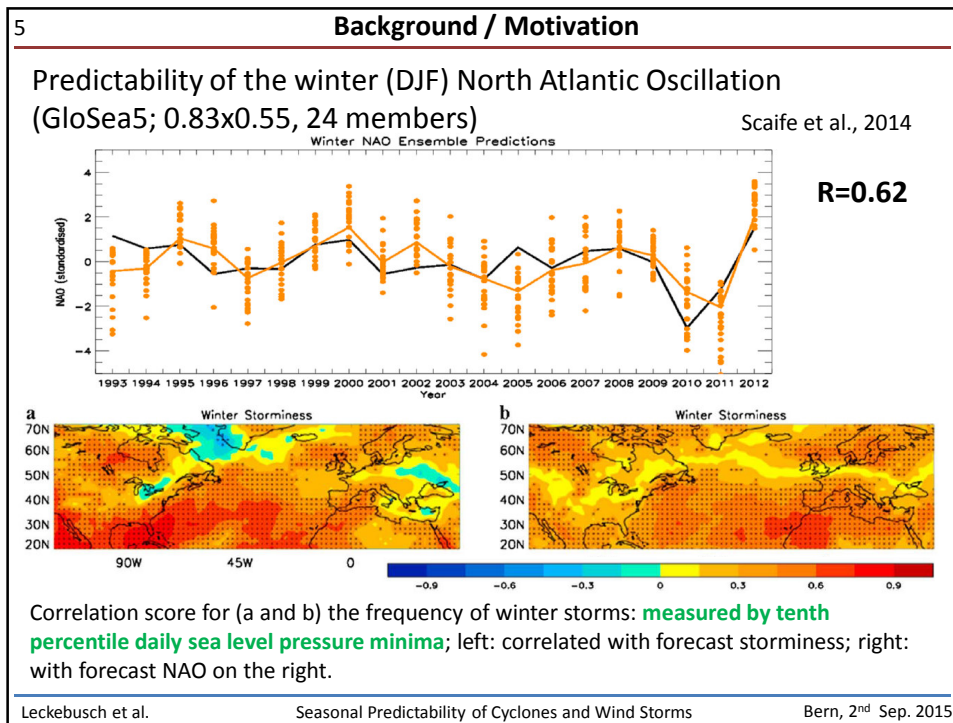 5
Background / Motivation
Predictability of the winter (DJF) North Atlantic Oscillation
(GloSea5; 0.83x0.55, 24 members)
Scaife et al., 2014
Winter NAO Ensemble Predictions
R=0.62
NAO (standardised)
4
2
0
−2
−4
1993 1994 1995 1996 1997 1998 1999 2000 2001 2002 2003 2004 2005 2006 2007 2008 2009 2010 2011 2012
Year
a
Winter Storminess
70N
60N
50N
40N
30N
20N
90W 45W 0
b
Winter Storminess
70N
60N
50N
40N
30N
20N
−0.9 −0.6 −0.3 0 0.3 0.6 0.9
Correlation score for (a and b) the frequency of winter storms: measured by tenth
percentile daily sea level pressure minima; left: correlated with forecast storminess; right:
with forecast NAO on the right.
Leckebusch et al.
Seasonal Predictability of Cyclones and Wind Storms
Bern, 2nd Sep. 2015